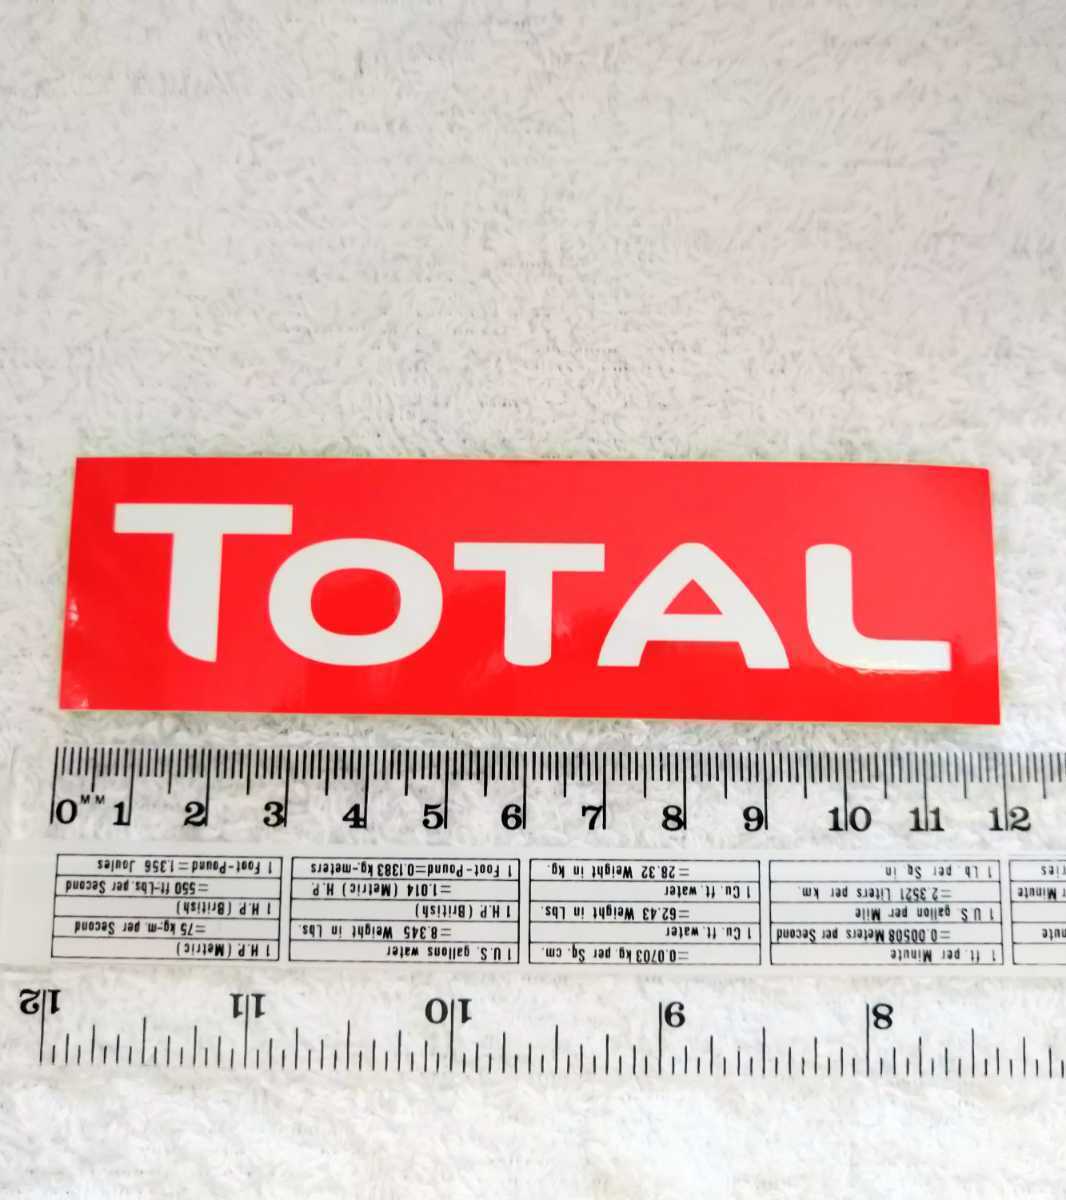 TOTAL
0 MM 1 2 3 4 5 6 7 8 9 10 11 12
1 Foot-Pound=1.356 Joules
=550 ft-Lbs. per Second
1 H.P (British)
=75 kg-m. per Second
1 H.P (Metric)
1 Foot-Pound=0.1383 kg-meters
=1.014 (Metric) H.P.
1 H.P. (British)
=8.345 Weight in Lbs.
1 U.S. gallons water
=28.32 Weight in kg.
1 Cu. ft. water
=62.43 Weight in Lbs.
1 Cu. ft. water
=0.0703 kg per Sq. cm.
1 Lb. per Sq in
=2.3521 Liters per km.
1 U.S gallon per Mile
=0.00508 Meters per Second
1 ft per Minute
12 11 10 9 8